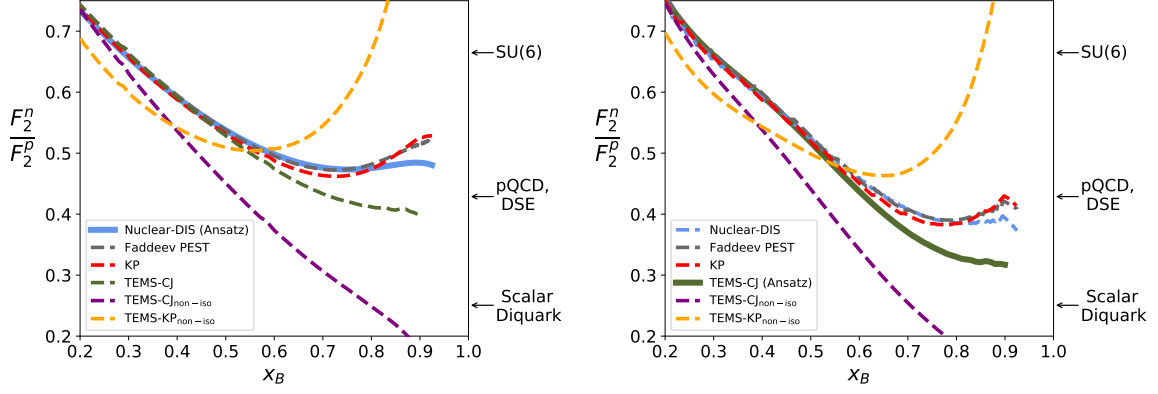 0.7
0.6
0.5
0.4
0.3
0.2
F₂ⁿ
F₂ᵖ
0.2 0.3 0.4 0.5 0.6 0.7 0.8 0.9 1.0
x_B
Nuclear-DIS (Ansatz)
Faddeev PEST
KP
TEMS-CJ
TEMS-CJnon−iso
TEMS-KPnon−iso
SU(6)
pQCD,
DSE
Scalar
Diquark
0.7
0.6
0.5
0.4
0.3
0.2
F₂ⁿ
F₂ᵖ
0.2 0.3 0.4 0.5 0.6 0.7 0.8 0.9 1.0
x_B
Nuclear-DIS
Faddeev PEST
KP
TEMS-CJ (Ansatz)
TEMS-CJnon−iso
TEMS-KPnon−iso
SU(6)
pQCD,
DSE
Scalar
Diquark